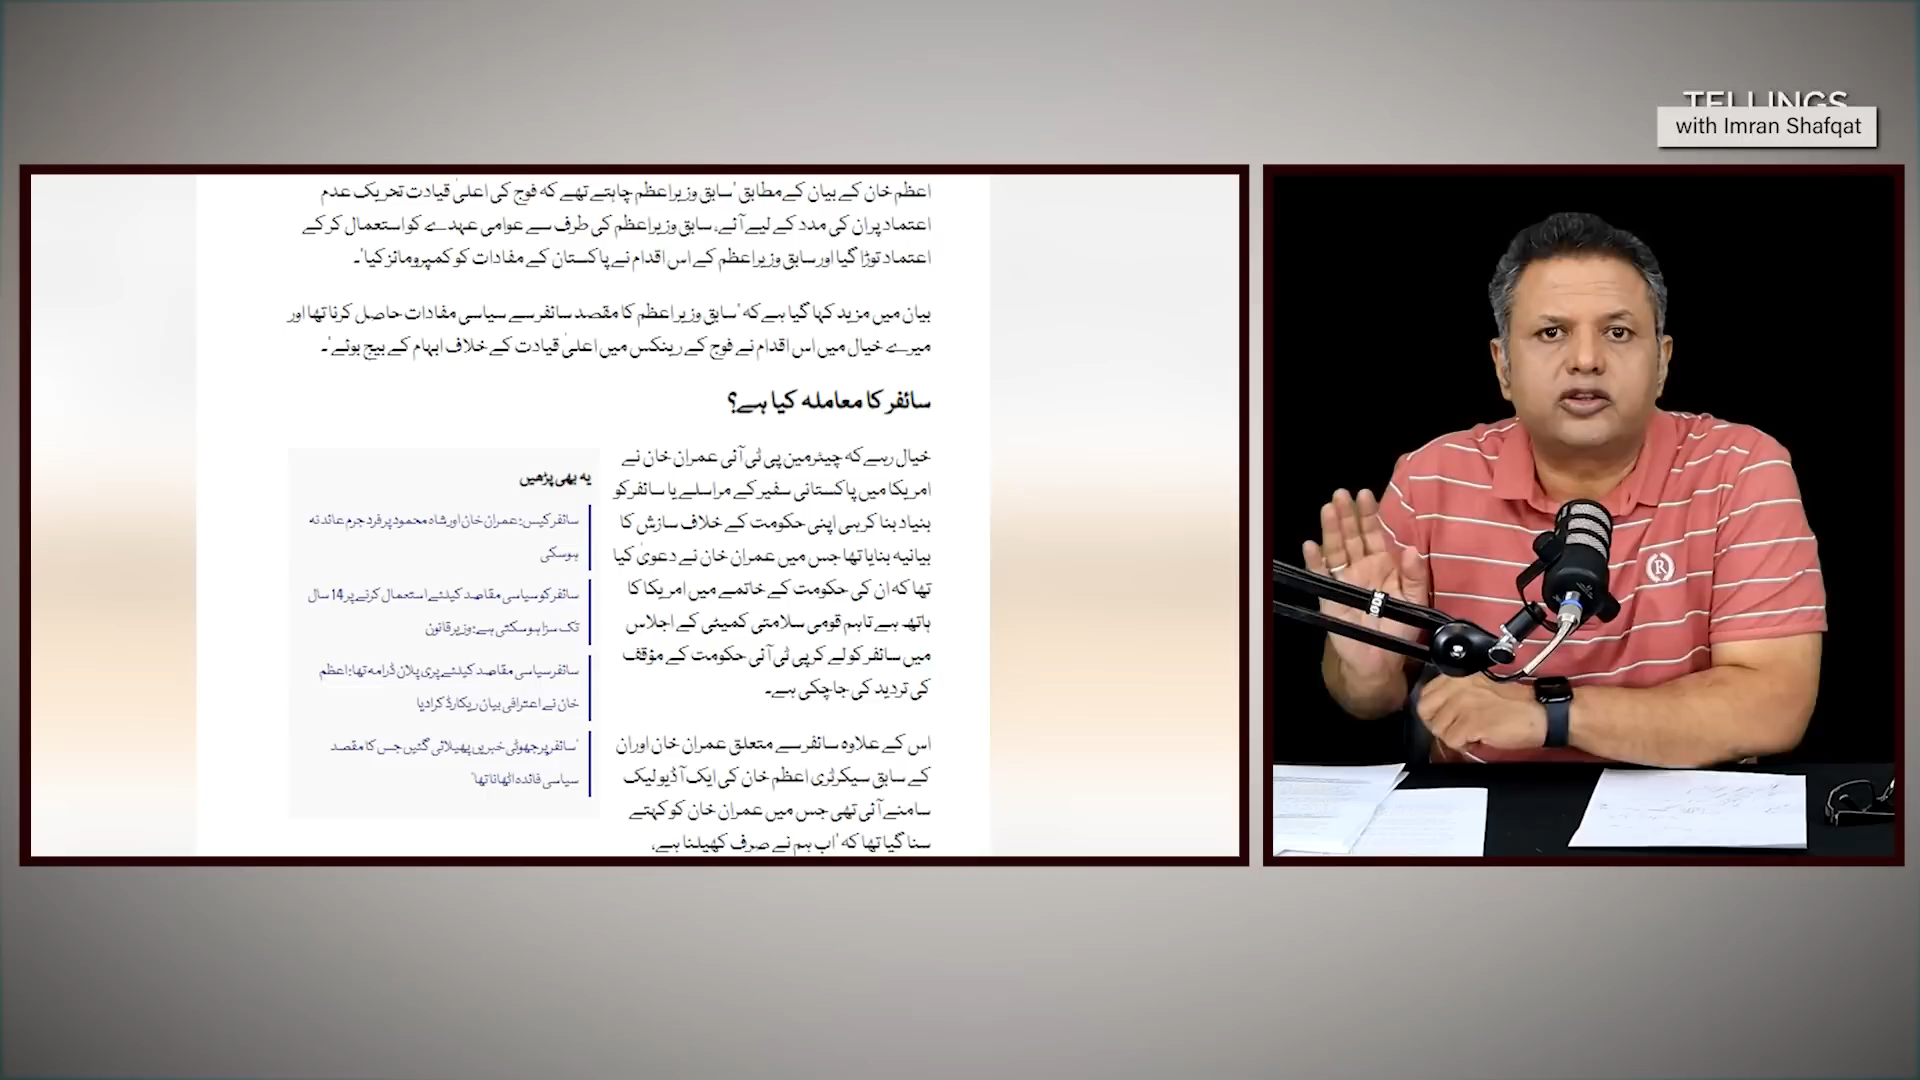 TELLINGS
with Imran Shafqat
اعظم خان کے بیان کے مطابق 'سابق وزیراعظم چاہتے تھے کہ فوج کی اعلیٰ قیادت تحریک عدم
اعتماد پر ان کی مدد کے لیے آئے، سابق وزیراعظم کی طرف سے عوامی عہدے کو استعمال کر کے
اعتماد توڑا گیا اور سابق وزیراعظم کے اس اقدام نے پاکستان کے مفادات کو کمپرومائز کیا'۔
بیان میں مزید کہا گیا ہے کہ 'سابق وزیراعظم کا مقصد سائفر سے سیاسی مفادات حاصل کرنا تھا اور
میرے خیال میں اس اقدام نے فوج کے رینکس میں اعلیٰ قیادت کے خلاف ابہام کے بیج بوئے'۔
سائفر کا معاملہ کیا ہے؟
خیال رہے کہ چیئرمین پی ٹی آئی عمران خان نے
امریکا میں پاکستانی سفیر کے مراسلے یا سائفر کو
بنیاد بنا کر ہی اپنی حکومت کے خلاف سازش کا
بیانیہ بنایا تھا جس میں عمران خان نے دعویٰ کیا
تھا کہ ان کی حکومت کے خاتمے میں امریکا کا
ہاتھ ہے تاہم قومی سلامتی کمیٹی کے اجلاس
میں سائفر کو لے کر پی ٹی آئی حکومت کے مؤقف
کی تردید کی جاچکی ہے۔
اس کے علاوہ سائفر سے متعلق عمران خان اور ان
کے سابق سیکرٹری اعظم خان کی ایک آڈیو لیک
سامنے آئی تھی جس میں عمران خان کو کہتے
سنا گیا تھا کہ 'اب ہم نے صرف کھیلنا ہے،
یہ بھی پڑھیں
سائفر کیس: عمران خان اور شاہ محمود پر فرد جرم عائد نہ
ہوسکی
سائفر کو سیاسی مقاصد کیلئے استعمال کرنے پر 14 سال
تک سزا ہوسکتی ہے: وزیر قانون
سائفر سیاسی مقاصد کیلئے پری پلان ڈرامہ تھا: اعظم
خان نے اعترافی بیان ریکارڈ کرادیا
'سائفر پر جھوٹی خبریں پھیلائی گئیں جس کا مقصد
سیاسی فائدہ اٹھانا تھا'
R
RODE